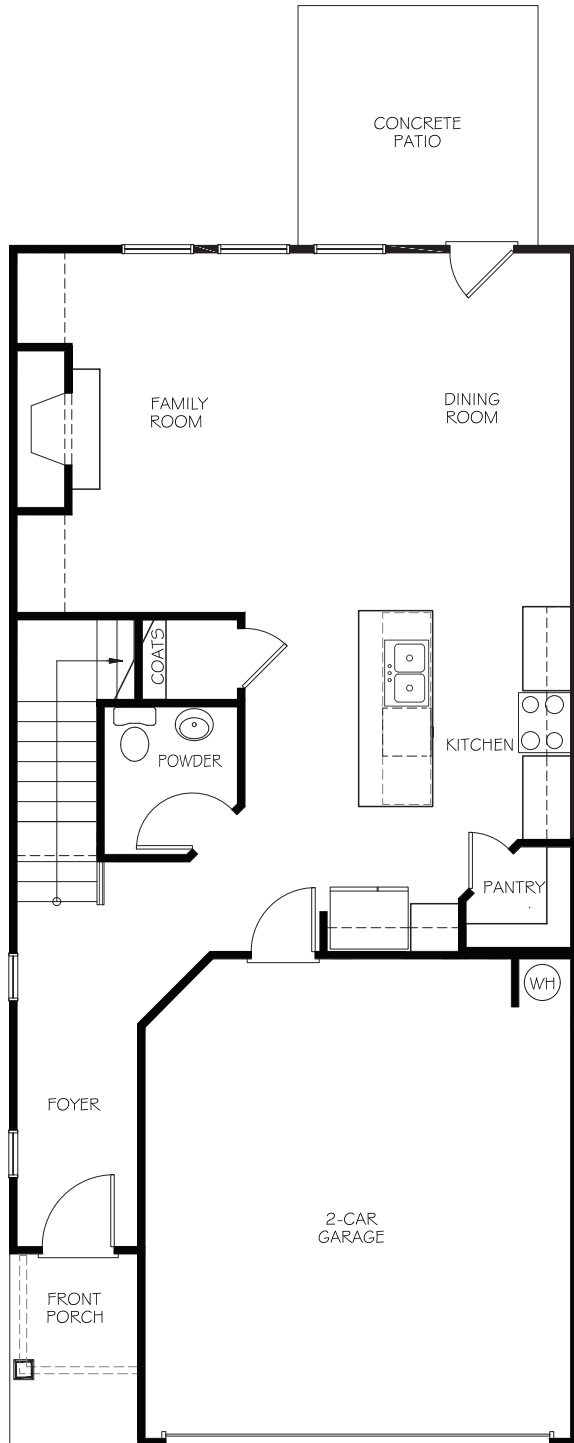 CONCRETE
PATIO
FAMILY
ROOM
DINING
ROOM
COATS
POWDER
KITCHEN
PANTRY
WH
FOYER
2-CAR
GARAGE
FRONT
PORCH